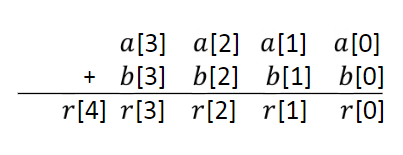 a[3] a[2] a[1] a[0]
+ b[3] b[2] b[1] b[0]
r[4] r[3] r[2] r[1] r[0]